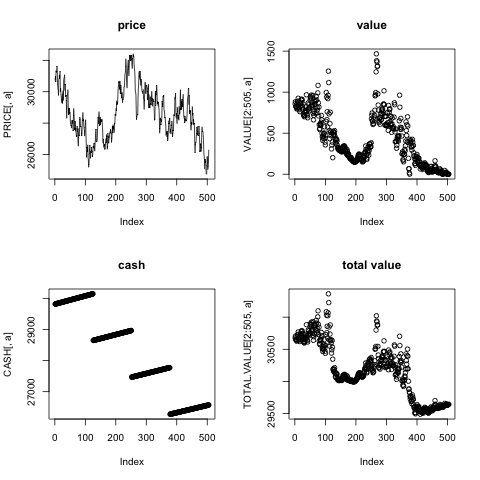 price
PRICE[, a]
26000
30000
0 100 200 300 400 500
Index
value
VALUE[2:505, a]
0
500
1000
1500
0 100 200 300 400 500
Index
cash
CASH[, a]
27000
29000
0 100 200 300 400 500
Index
total value
TOTAL.VALUE[2:505, a]
29500
30500
0 100 200 300 400 500
Index